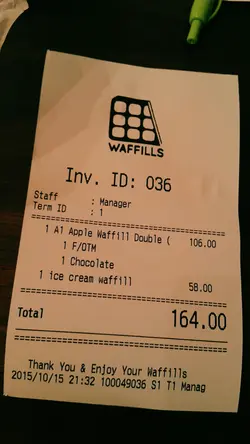 WAFFILLS
Inv. ID: 036
Staff : Manager
Term ID : 1
1 A1 Apple Waffill Double ( 106.00
1 F/DTM
1 Chocolate
1 ice cream waffill 58.00
Total 164.00
Thank You & Enjoy Your Waffills
2015/10/15 21:32 100049036 S1 T1 Manag